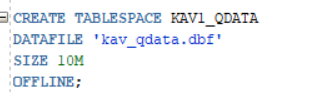 CREATE TABLESPACE KAV1_QDATA
DATAFILE 'kav_qdata.dbf'
SIZE 10M
OFFLINE;